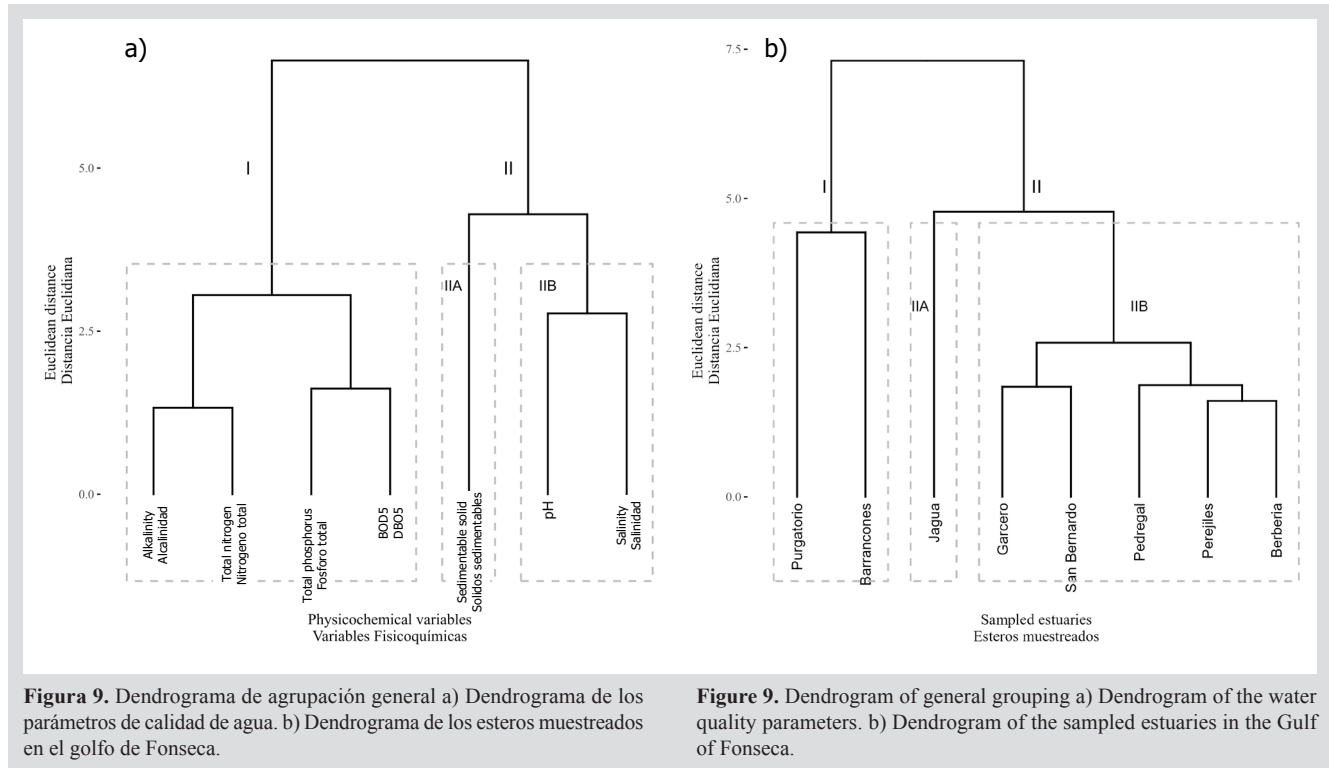 a)
I
II
IIA
IIB
5.0
2.5
0.0
Euclidean distance
Distancia Euclidiana
Alkalinity
Alcalinidad
Total nitrogen
Nitrogeno total
Total phosphorus
Fosforo total
BOD5
DBO5
Sedimentable solid
Solidos sedimentables
pH
Salinity
Salinidad
Physicochemical variables
Variables Fisicoquímicas
b)
7.5
5.0
2.5
0.0
I
II
IIA
IIB
Euclidean distance
Distancia Euclidiana
Purgatorio
Barrancones
Jagua
Garcero
San Bernardo
Pedregal
Perejiles
Berbería
Sampled estuaries
Esteros muestreados
Figura 9. Dendrograma de agrupación general a) Dendrograma de los
parámetros de calidad de agua. b) Dendrograma de los esteros muestreados
en el golfo de Fonseca.
Figure 9. Dendrogram of general grouping a) Dendrogram of the water
quality parameters. b) Dendrogram of the sampled estuaries in the Gulf
of Fonseca.